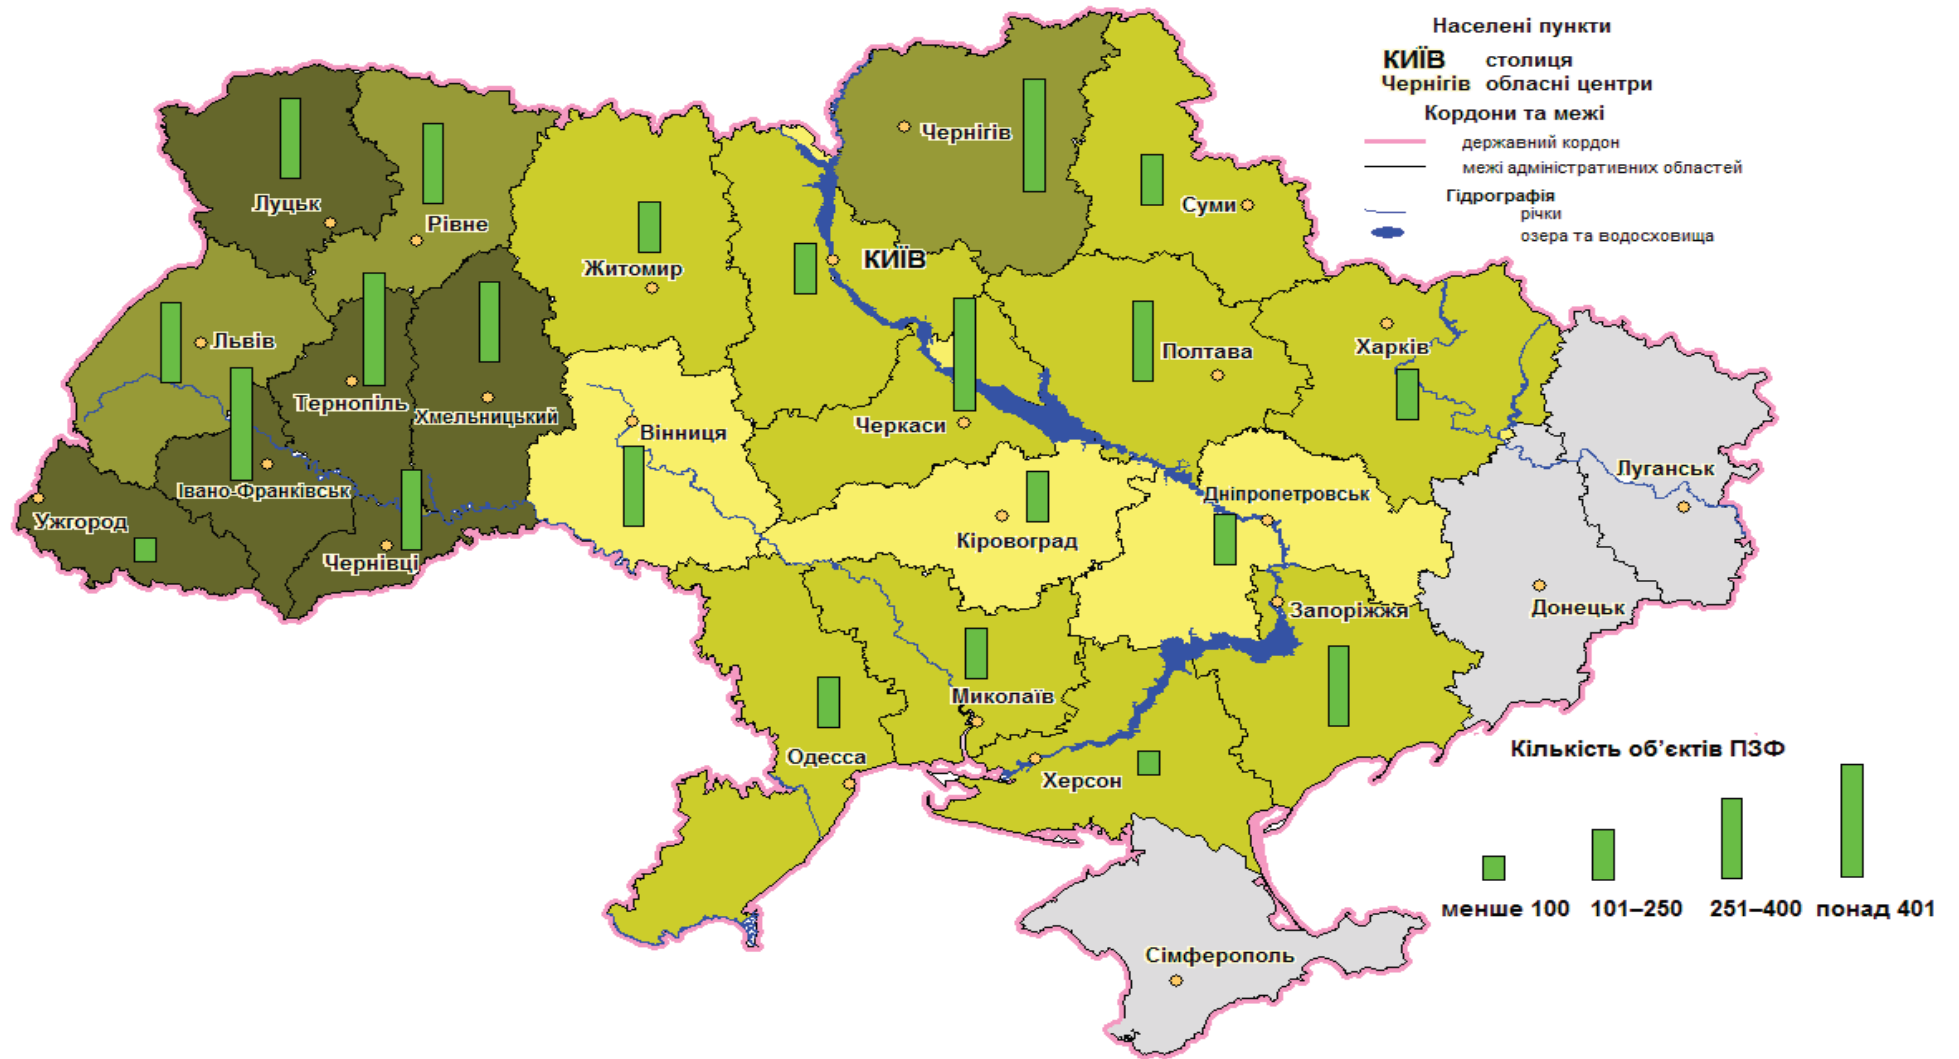 Населені пункти
КИЇВ столиця
Чернігів обласні центри
Кордони та межі
державний кордон
межі адміністративних областей
Гідрографія
річки
озера та водосховища
Чернігів
Луцьк
Рівне
Суми
Житомир
КИЇВ
Львів
Полтава
Харків
Тернопіль
Хмельницький
Черкаси
Вінниця
Луганськ
Івано-Франківськ
Дніпропетровськ
Ужгород
Кіровоград
Чернівці
Запоріжжя
Донецьк
Миколаїв
Одесса
Херсон
Сімферополь
Кількість об’єктів ПЗФ
менше 100 101–250 251–400 понад 401